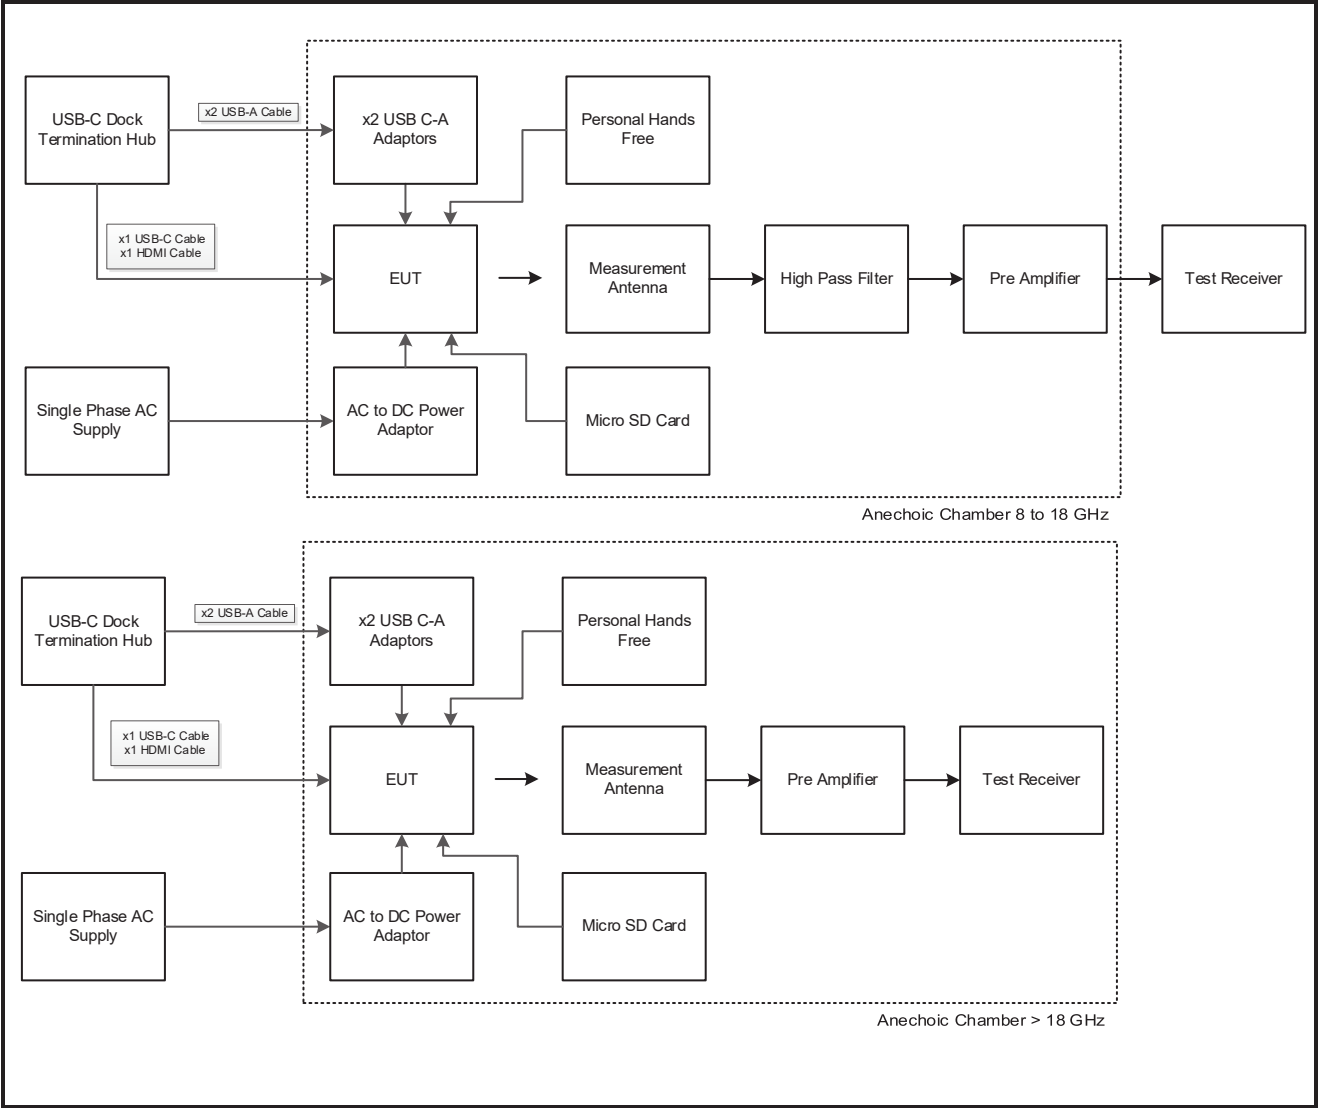 USB-C Dock
Termination Hub
x2 USB-A Cable
x2 USB C-A
Adaptors
Personal Hands
Free
x1 USB-C Cable
x1 HDMI Cable
EUT
Measurement
Antenna
High Pass Filter
Pre Amplifier
Test Receiver
Single Phase AC
Supply
AC to DC Power
Adaptor
Micro SD Card
Anechoic Chamber 8 to 18 GHz
USB-C Dock
Termination Hub
x2 USB-A Cable
x2 USB C-A
Adaptors
Personal Hands
Free
x1 USB-C Cable
x1 HDMI Cable
EUT
Measurement
Antenna
Pre Amplifier
Test Receiver
Single Phase AC
Supply
AC to DC Power
Adaptor
Micro SD Card
Anechoic Chamber > 18 GHz